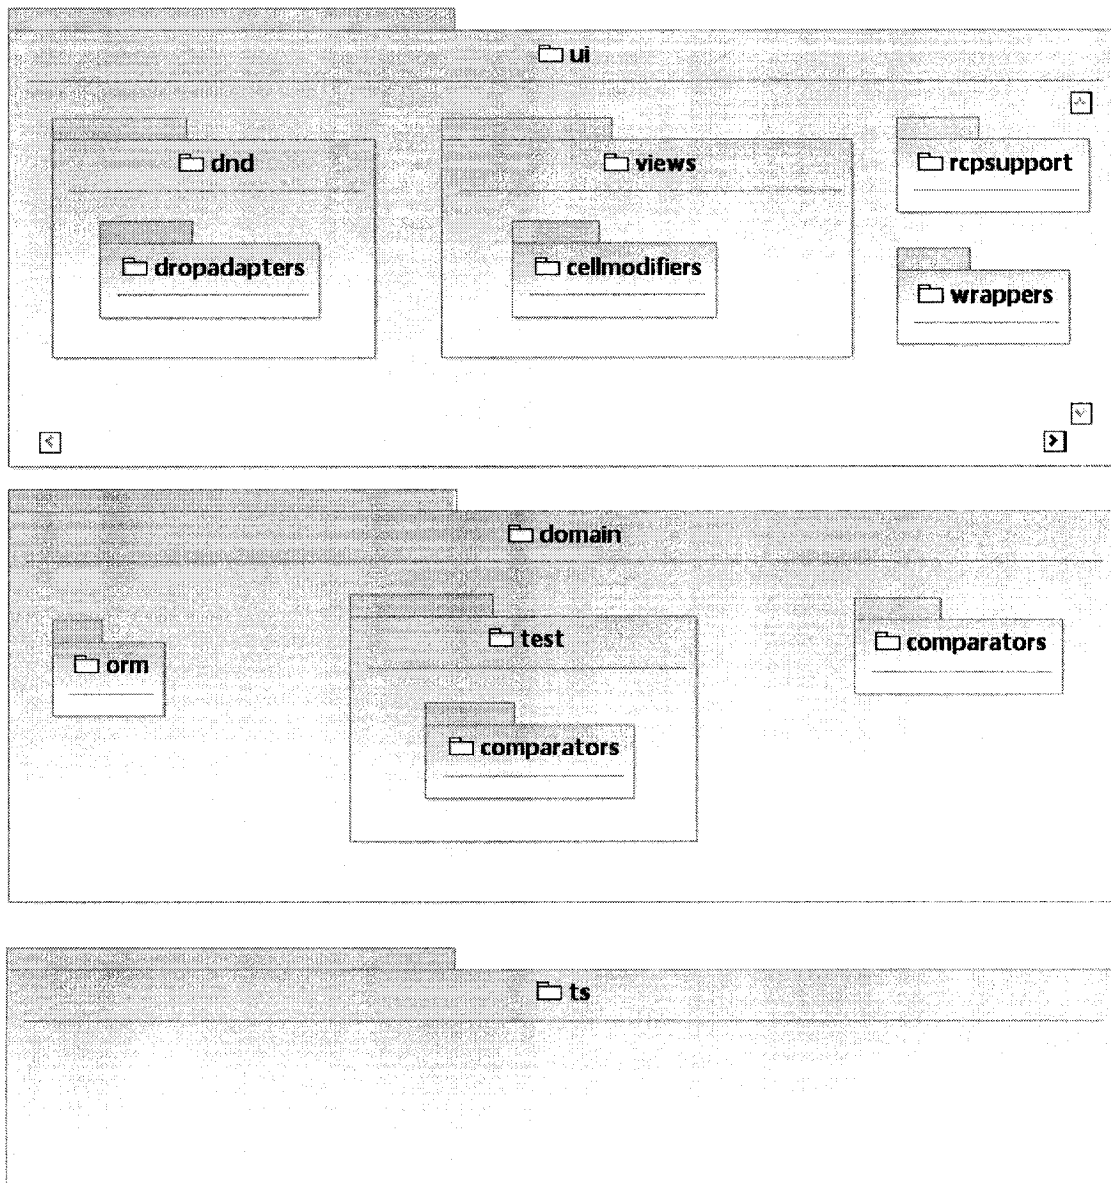 ui
dnd
views
rcpsupport
dropadapters
cellmodifiers
wrappers
domain
orm
test
comparators
comparators
ts